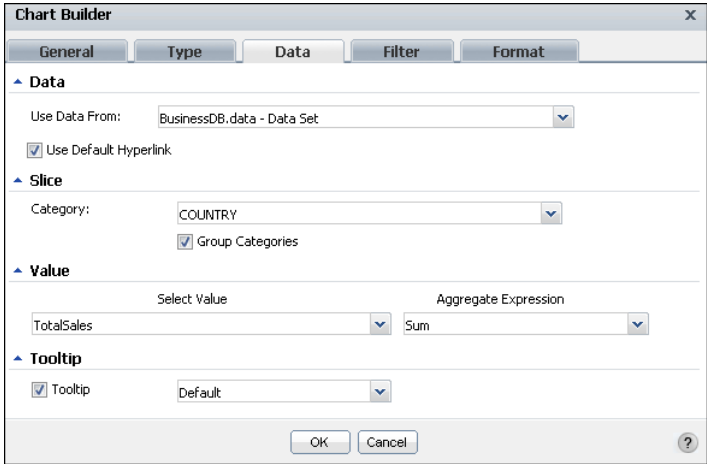 Chart Builder x
General Type Data Filter Format
Data
Use Data From: BusinessDB.data - Data Set
Use Default Hyperlink
Slice
Category: COUNTRY
Group Categories
Value
Select Value Aggregate Expression
TotalSales Sum
Tooltip
Tooltip Default
OK Cancel ?